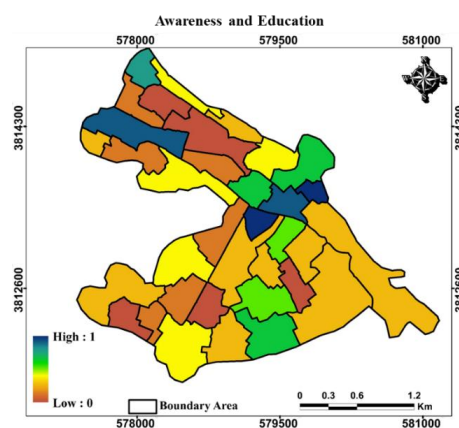 Awareness and Education
578000 579500 581000
3814300 3814300
3812600 3812600
High : 1
Low : 0
Boundary Area
0 0.3 0.6 1.2
Km
578000 579500 581000